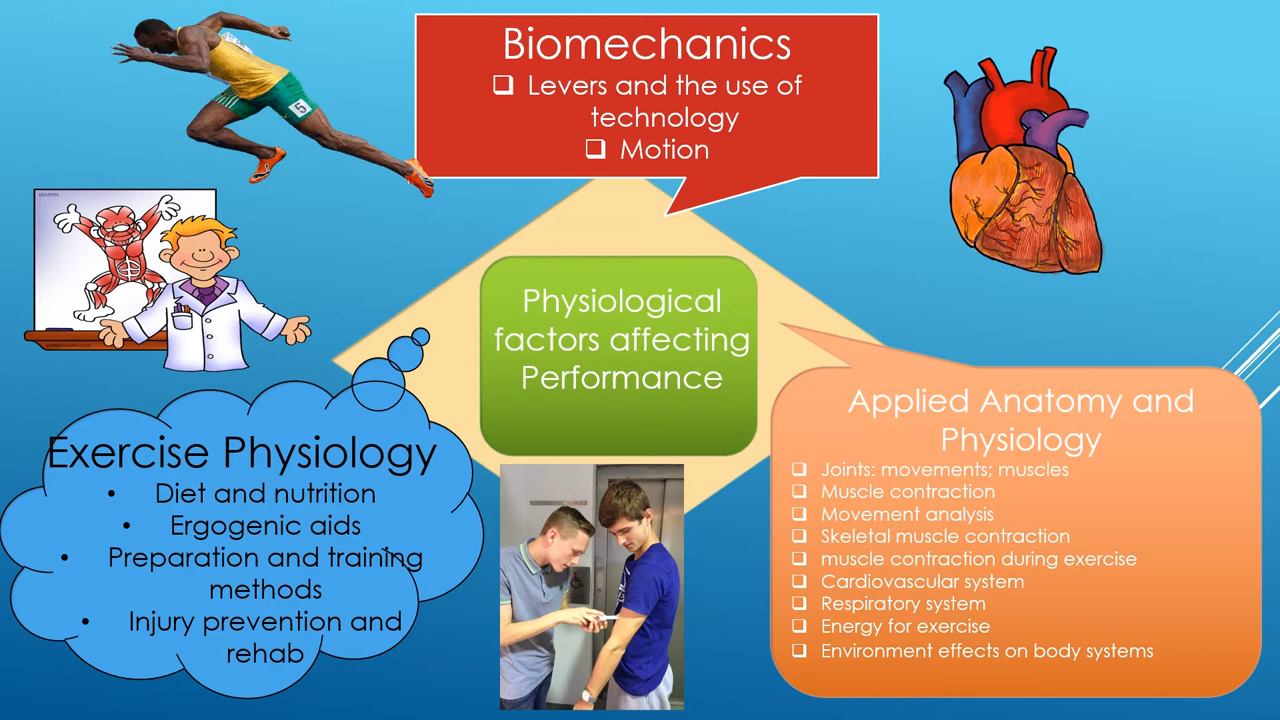 Biomechanics
❑ Levers and the use of
technology
❑ Motion
5
MARTIN
Physiological
factors affecting
Performance
Exercise Physiology
• Diet and nutrition
• Ergogenic aids
• Preparation and training
methods
• Injury prevention and
rehab
Applied Anatomy and
Physiology
❑ Joints: movements; muscles
❑ Muscle contraction
❑ Movement analysis
❑ Skeletal muscle contraction
❑ muscle contraction during exercise
❑ Cardiovascular system
❑ Respiratory system
❑ Energy for exercise
❑ Environment effects on body systems